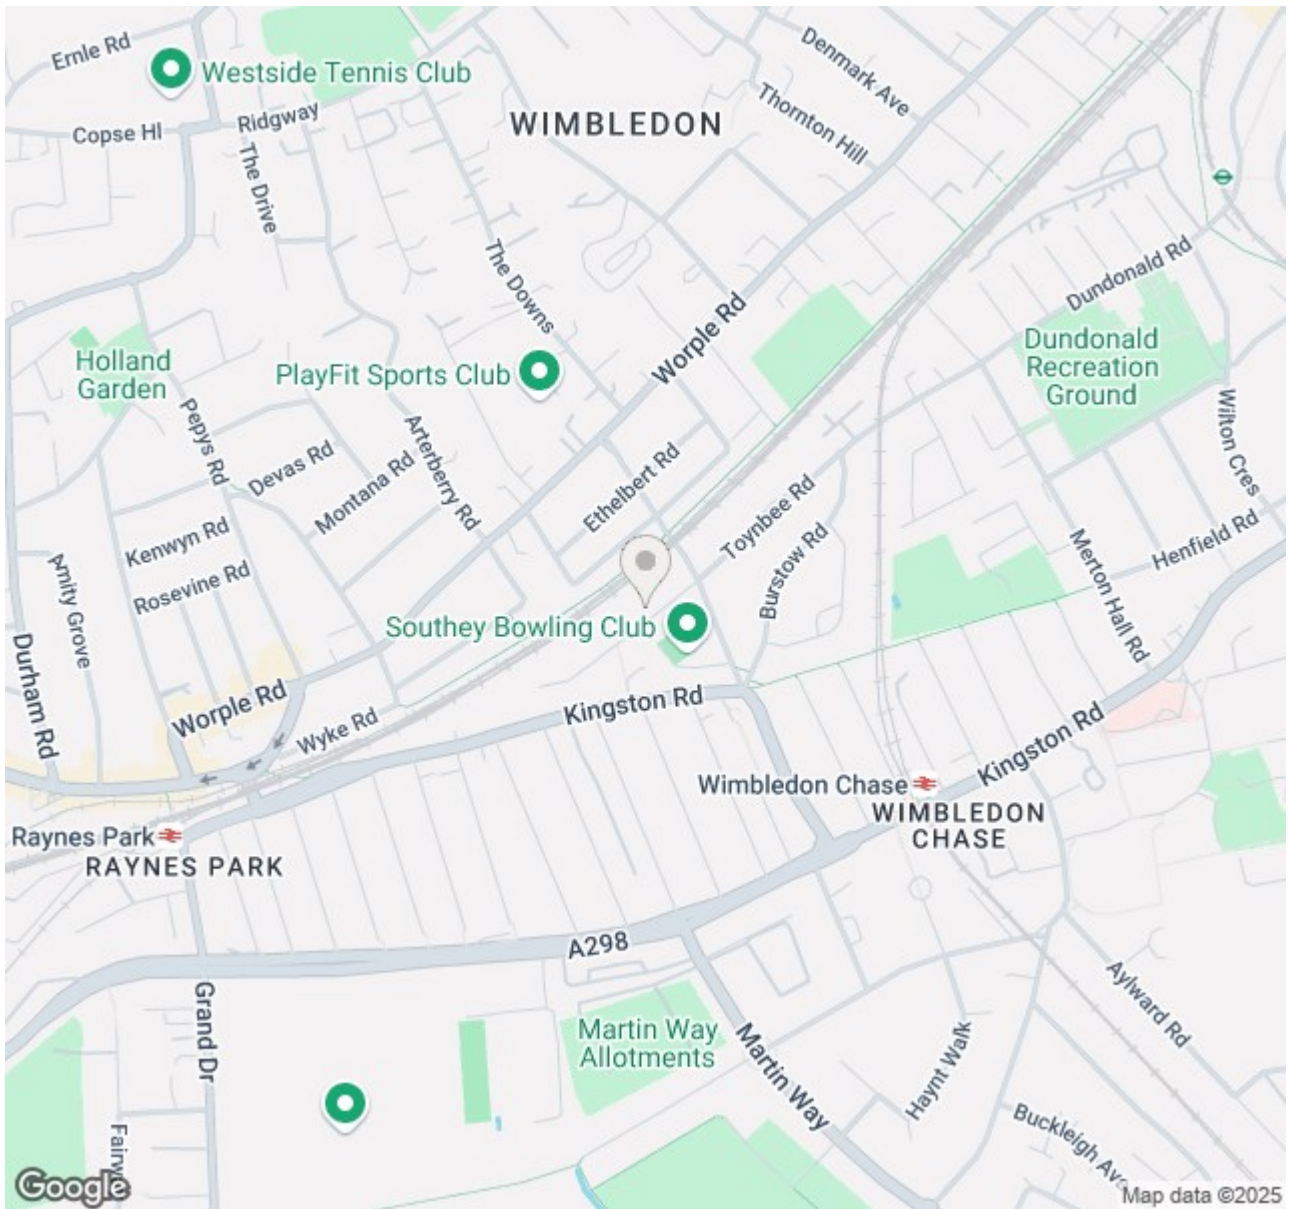 Ernle Rd
Westside Tennis Club
Denmark Ave
Copse Hl
Ridgway
WIMBLEDON
Thornton Hill
The Drive
The Downs
Dundonald Rd
Worple Rd
Holland
Garden
PlayFit Sports Club
Dundonald
Recreation
Ground
Pepys Rd
Arterberry Rd
Wilton Cres
Devas Rd
Montana Rd
Ethelbert Rd
Toynbee Rd
Kenwyn Rd
Burstow Rd
Merton Hall Rd
Henfield Rd
Amity Grove
Rosevine Rd
Southey Bowling Club
Durham Rd
Worple Rd
Wyke Rd
Kingston Rd
Kingston Rd
Wimbledon Chase
WIMBLEDON
CHASE
Raynes Park
RAYNES PARK
A298
Grand Dr
Martin Way
Allotments
Martin Way
Haynt Walk
Aylward Rd
Buckleigh Ave
Google
Map data ©2025